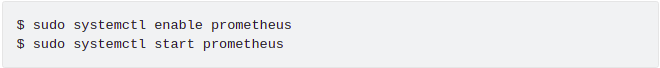 $ sudo systemctl enable prometheus
$ sudo systemctl start prometheus